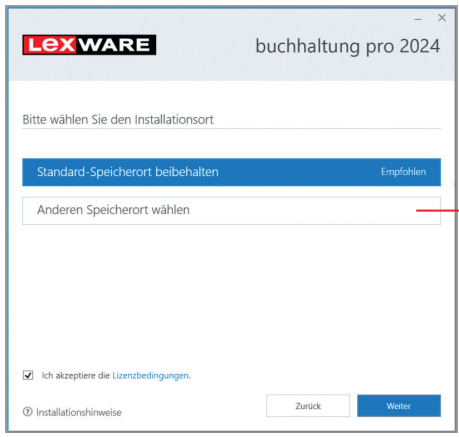 LEXWARE
buchhaltung pro 2024
Bitte wählen Sie den Installationsort
Standard-Speicherort beibehalten Empfohlen
Anderen Speicherort wählen
Ich akzeptiere die Lizenzbedingungen.
Installationshinweise
Zurück
Weiter